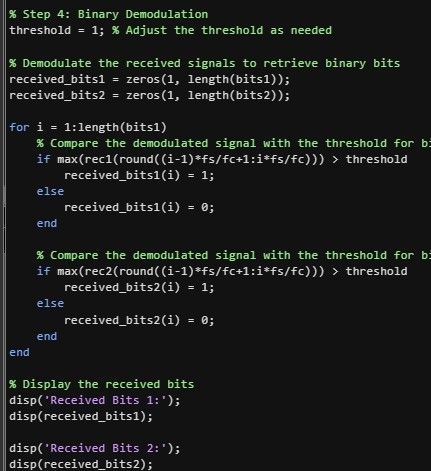 % Step 4: Binary Demodulation
threshold = 1; % Adjust the threshold as needed
% Demodulate the received signals to retrieve binary bits
received_bits1 = zeros(1, length(bits1));
received_bits2 = zeros(1, length(bits2));
for i = 1:length(bits1)
% Compare the demodulated signal with the threshold for bi
if max(rec1(round((i-1)*fs/fc+1:i*fs/fc))) > threshold
received_bits1(i) = 1;
else
received_bits1(i) = 0;
end
% Compare the demodulated signal with the threshold for bi
if max(rec2(round((i-1)*fs/fc+1:i*fs/fc))) > threshold
received_bits2(i) = 1;
else
received_bits2(i) = 0;
end
end
% Display the received bits
disp('Received Bits 1:');
disp(received_bits1);
disp('Received Bits 2:');
disp(received_bits2);